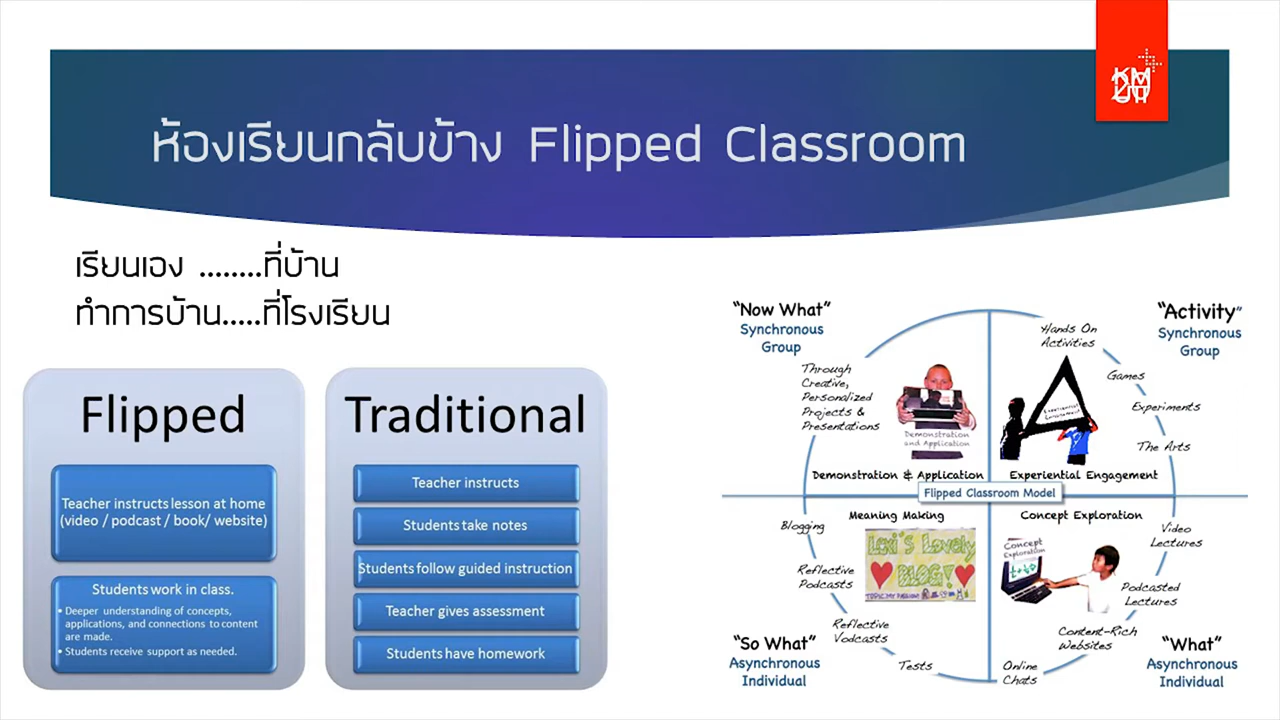 KM
UTT
ห้องเรียนกลับข้าง Flipped Classroom
เรียนเอง ........ที่บ้าน
ทำการบ้าน.....ที่โรงเรียน
Flipped
Teacher instructs lesson at home
(video / podcast / book/ website)
Students work in class.
• Deeper understanding of concepts,
applications, and connections to content
are made.
• Students receive support as needed.
Traditional
Teacher instructs
Students take notes
Students follow guided instruction
Teacher gives assessment
Students have homework
"Now What"
Synchronous
Group
Through
Creative,
Personalized
Projects &
Presentations
Demonstration
and Application
Demonstration & Application
"Activity"
Synchronous
Group
Hands On
Activities
Games
Experiments
The Arts
Experiential
Engagement
Experiential Engagement
Flipped Classroom Model
Meaning Making
Blogging
Reflective
Podcasts
Reflective
Vodcasts
Tests
Lexi's Lovely
BLOG!
"So What"
Asynchronous
Individual
Concept Exploration
Concept
Exploration
Video
Lectures
Podcasted
Lectures
Content-Rich
Websites
Online
Chats
"What"
Asynchronous
Individual